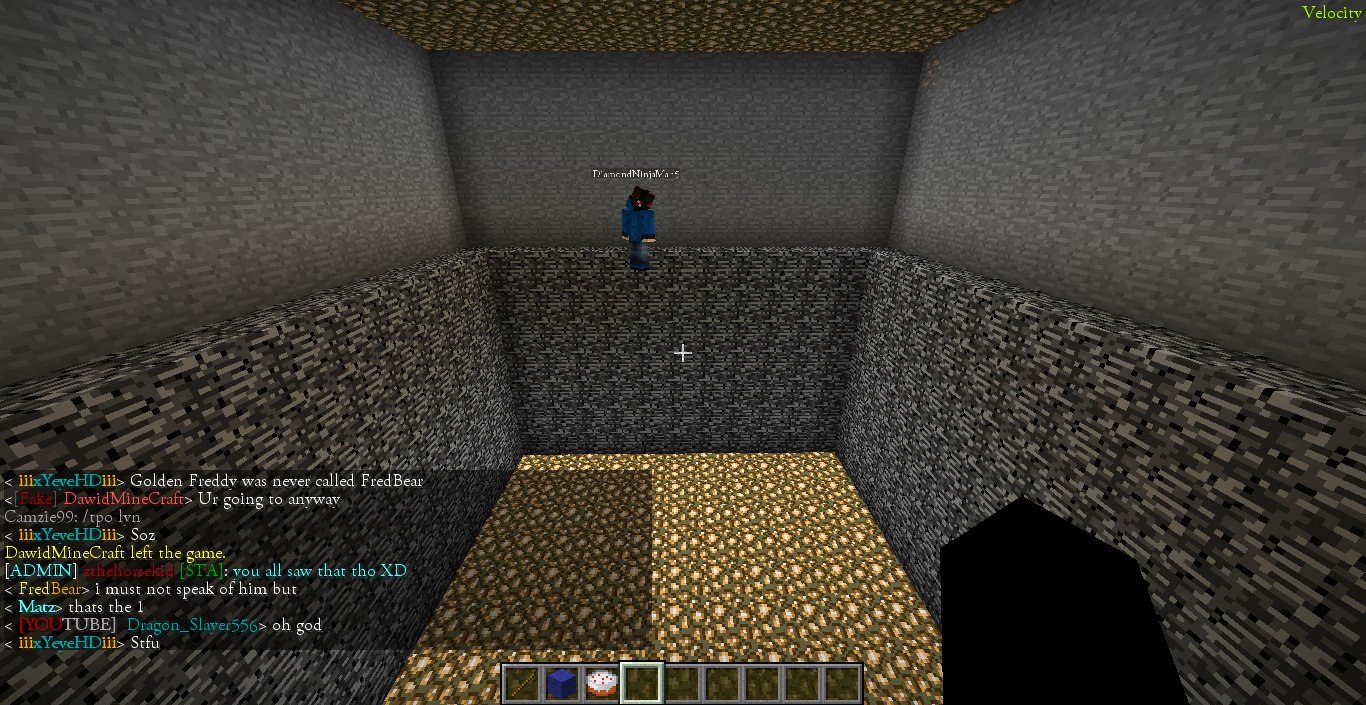 Velocity
DiamondNinjaMan5
< iiixYeveHDiii> Golden Freddy was never called FredBear
<[Fake] DawidMineCraft> Ur going to anyway
Camzie99: /tpo lyn
< iiixYeveHDiii> Soz
DawidMineCraft left the game.
[ADMIN] zthehorsekid [STA]: you all saw that tho XD
< FredBear> i must not speak of him but
< Matz> thats the 1
< [YOUTUBE] Dragon_Slayer556> oh god
< iiixYeveHDiii> Stfu